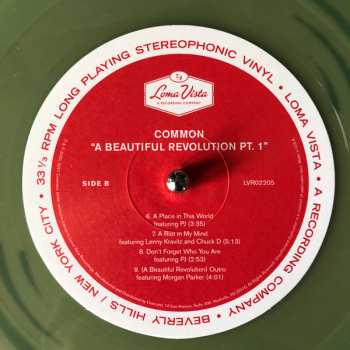 33 1/3 RPM LONG PLAYING STEREOPHONIC VINYL • LOMA VISTA • A RECORDING COMPANY • BEVERLY HILLS / NEW YORK CITY •
Loma Vista
A RECORDING COMPANY
COMMON
"A BEAUTIFUL REVOLUTION PT. 1"
SIDE B
LVR02205
6. A Place in This World
featuring PJ (3:35)
7. A Riot in My Mind
featuring Lenny Kravitz and Chuck D (5:13)
8. Don't Forget Who You Are
featuring PJ (2:53)
9. (A Beautiful Revolution) Outro
featuring Morgan Parker (4:01)